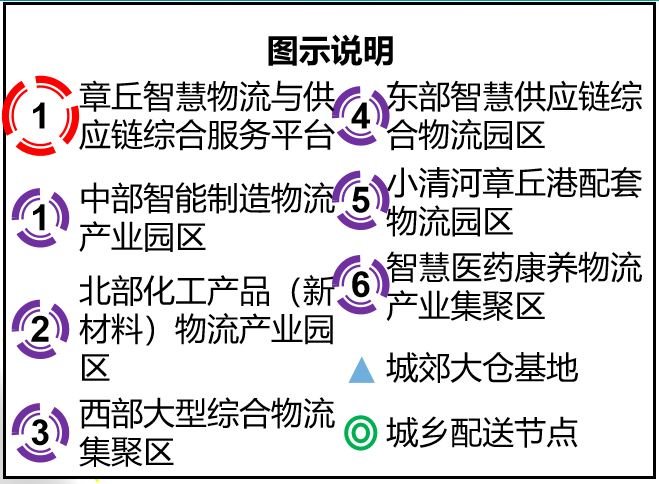 图示说明
1
章丘智慧物流与供
应链综合服务平台
1
中部智能制造物流
产业园区
2
北部化工产品（新
材料）物流产业园
区
3
西部大型综合物流
集聚区
4
东部智慧供应链综
合物流园区
5
小清河章丘港配套
物流园区
6
智慧医药康养物流
产业集聚区
城郊大仓基地
城乡配送节点